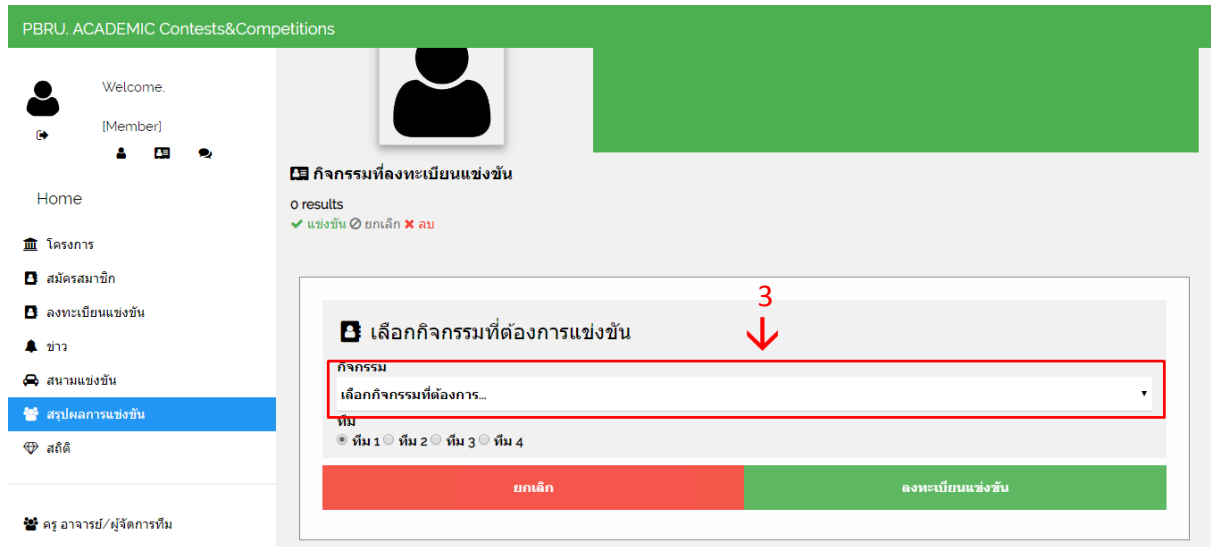 PBRU. ACADEMIC Contests&Competitions
Welcome,
[Member]
Home
โครงการ
สมัครสมาชิก
ลงทะเบียนแข่งขัน
ข่าว
สนามแข่งขัน
สรุปผลการแข่งขัน
สถิติ
ครู อาจารย์/ผู้จัดการทีม
กิจกรรมที่ลงทะเบียนแข่งขัน
0 results
แข่งขัน ยกเลิก ลบ
3
เลือกกิจกรรมที่ต้องการแข่งขัน
กิจกรรม
เลือกกิจกรรมที่ต้องการ...
ทีม
ทีม 1 ทีม 2 ทีม 3 ทีม 4
ยกเลิก ลงทะเบียนแข่งขัน